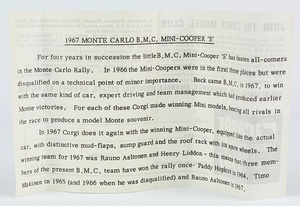 1967 MONTE CARLO B,M,C, MINI-COOPER 'S'
For four years in succession the little B,M,C, Mini-Cooper 'S' has beaten all-comers
in the Monte Carlo Rally. In 1966 the Mini-Coopers were in the first three places but were
disqualified on a technical point of minor importance. Back came B,M,C, in 1967, to win
with the same kind of car, expert driving and team management which had produced earlier
Monte victories. For each of these Corgi made winning Mini models, beating all rivals in
the race to produce a model Monte souvenir.
In 1967 Corgi does it again with the winning Mini-Cooper, equipped like the actual
car, with distinctive mud-flaps, sump guard and the roof rack with its spare wheels. The
winning team for 1967 was Rauno Aaltonen and Henry Liddon - this means that three mem-
bers of the present B,M,C, team have won the rally once - Paddy Hopkirk in 1964, Timo
Makinen in 1965 (and 1966 when he was disqualified) and Rauno Aaltonen in 1967,